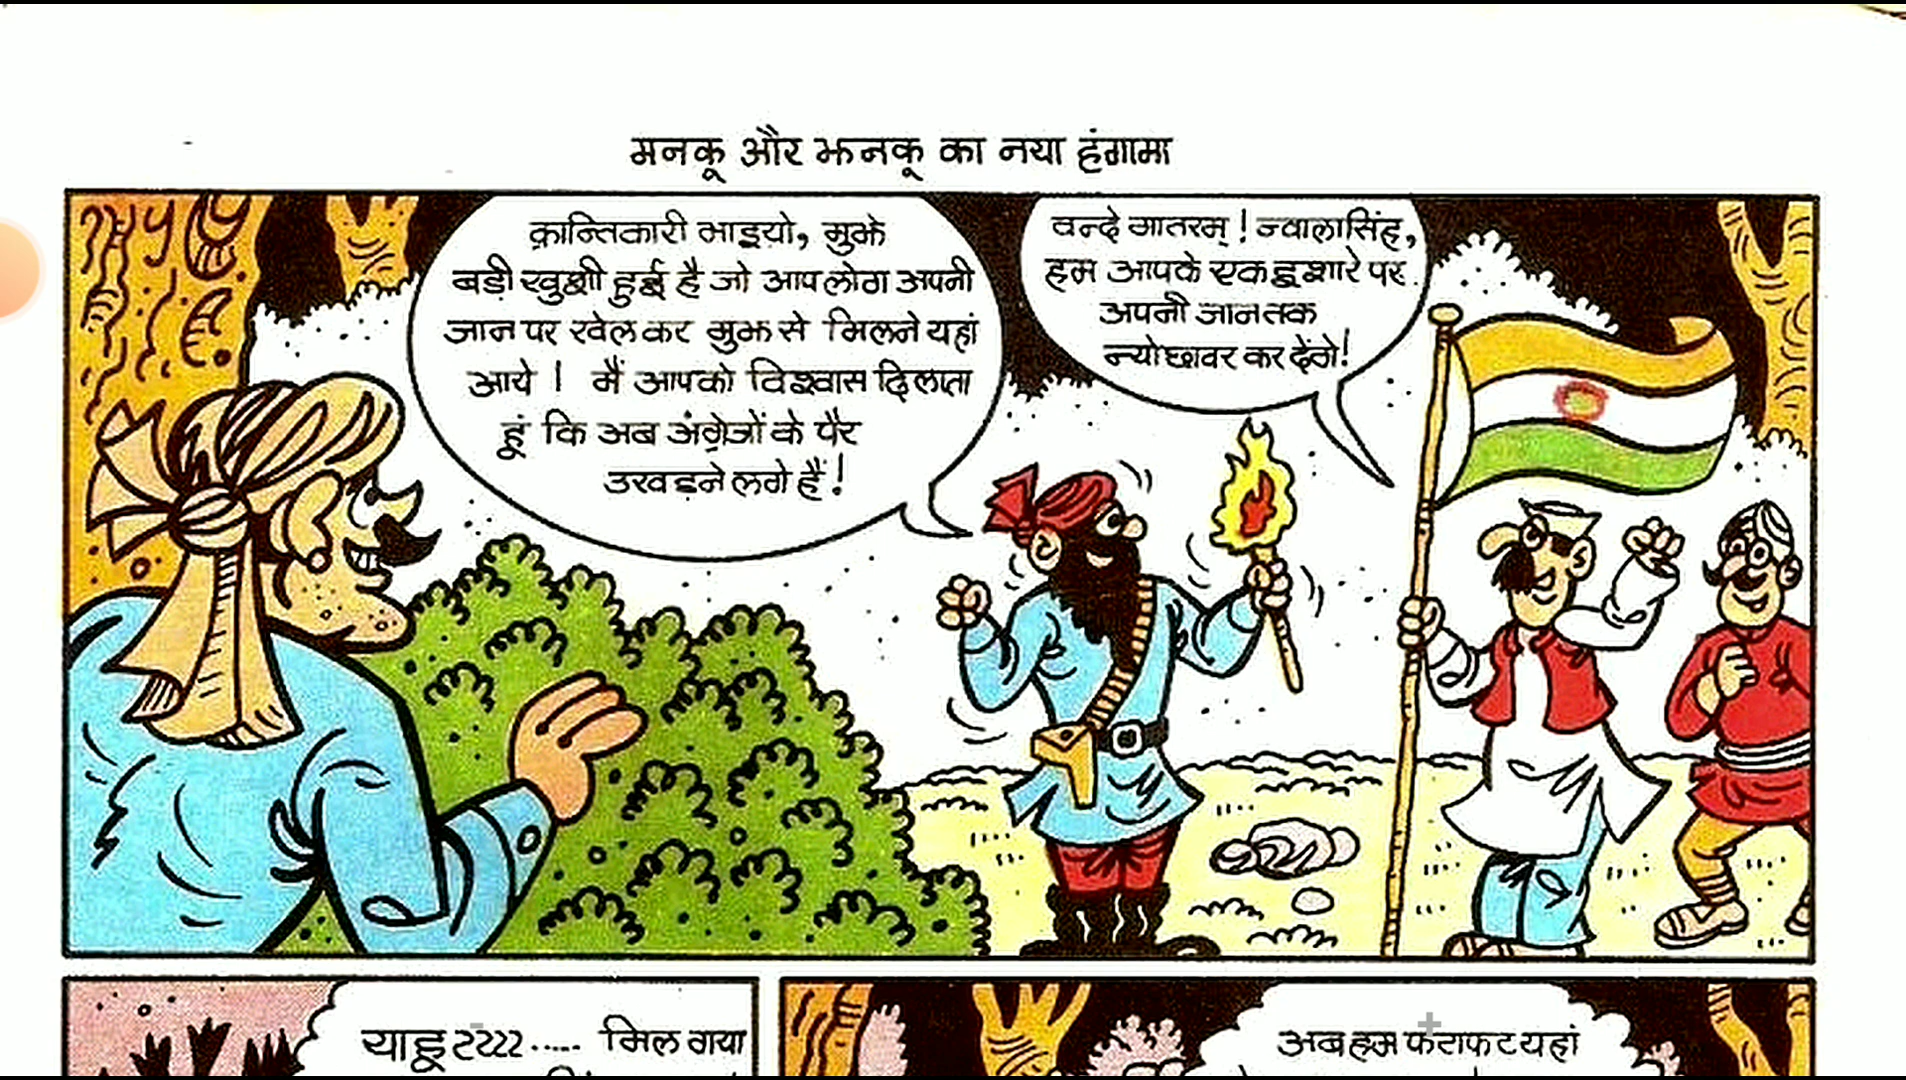 मनकू और झनकू का नया हंगामा
क्रान्तिकारी भाइयो, मुझे
बड़ी खुशी हुई है जो आप लोग अपनी
जान पर खेल कर मुझ से मिलने यहां
आये । मैं आपको विश्वास दिलाता
हूं कि अब अंग्रेजों के पैर
उखड़ने लगे हैं!
वन्दे मातरम् ! ज्वालासिंह,
हम आपके एक इशारे पर
अपनी जान तक
न्योछावर कर देंगे!
याहू ssss ..... मिल गया
अब हम फटाफट यहां